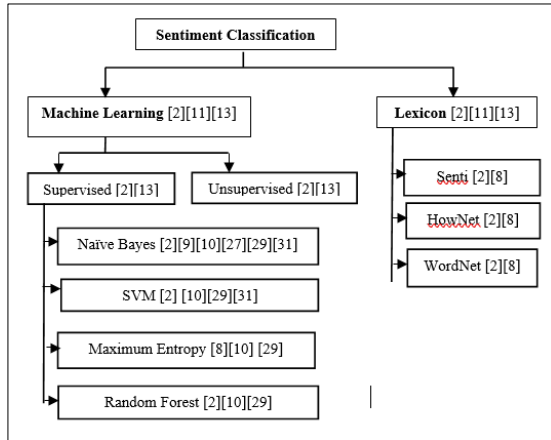 Sentiment Classification
Machine Learning [2][11][13]
Lexicon [2][11][13]
Supervised [2][13]
Unsupervised [2][13]
Senti [2][8]
HowNet [2][8]
WordNet [2][8]
Naïve Bayes [2][9][10][27][29][31]
SVM [2] [10][29][31]
Maximum Entropy [8][10] [29]
Random Forest [2][10][29]